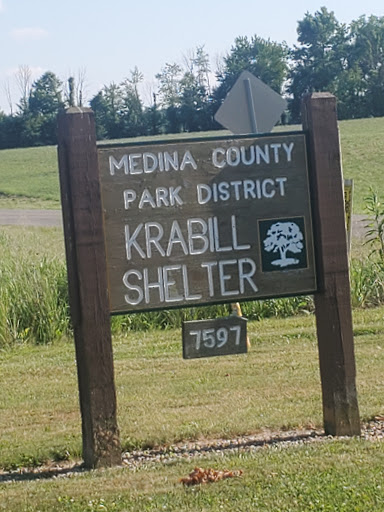 MEDINA COUNTY
PARK DISTRICT
KRABILL
SHELTER
7597